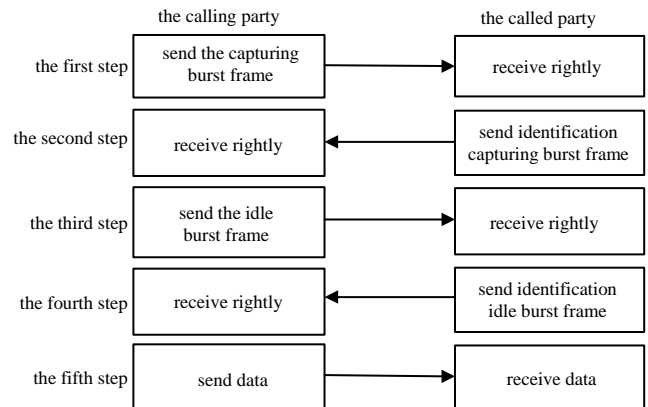 the calling party
the called party
the first step
send the capturing
burst frame
receive rightly
the second step
receive rightly
send identification
capturing burst frame
the third step
send the idle
burst frame
receive rightly
the fourth step
receive rightly
send identification
idle burst frame
the fifth step
send data
receive data